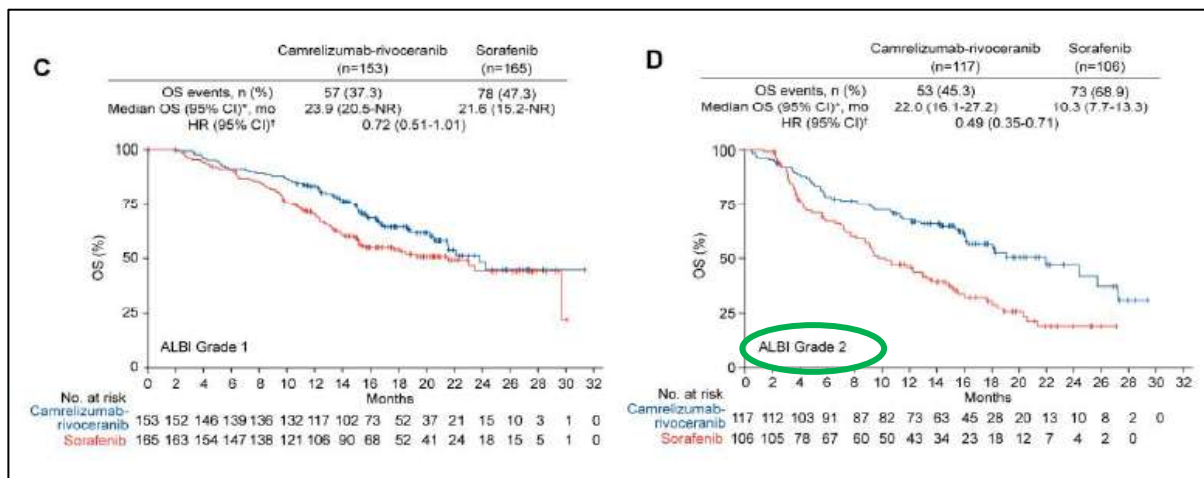 C
Camrelizumab-rivoceranib Sorafenib
(n=153) (n=165)
OS events, n (%) 57 (37.3) 78 (47.3)
Median OS (95% CI)*, mo 23.9 (20.5-NR) 21.6 (15.2-NR)
HR (95% CI)† 0.72 (0.51-1.01)
100
75
50
25
0
OS (%)
ALBI Grade 1
0 2 4 6 8 10 12 14 16 18 20 22 24 26 28 30 32
No. at risk Months
Camrelizumab-
rivoceranib 153 152 146 139 136 132 117 102 73 52 37 21 15 10 3 1 0
Sorafenib 165 163 154 147 138 121 106 90 68 52 41 24 18 15 5 1 0
D
Camrelizumab-rivoceranib Sorafenib
(n=117) (n=106)
OS events, n (%) 53 (45.3) 73 (68.9)
Median OS (95% CI)*, mo 22.0 (16.1-27.2) 10.3 (7.7-13.3)
HR (95% CI)† 0.49 (0.35-0.71)
100
75
50
25
0
OS (%)
ALBI Grade 2
0 2 4 6 8 10 12 14 16 18 20 22 24 26 28 30 32
No. at risk Months
Camrelizumab-
rivoceranib 117 112 103 91 87 82 73 63 45 28 20 13 10 8 2 0
Sorafenib 106 105 78 67 60 50 43 34 23 18 12 7 4 2 0